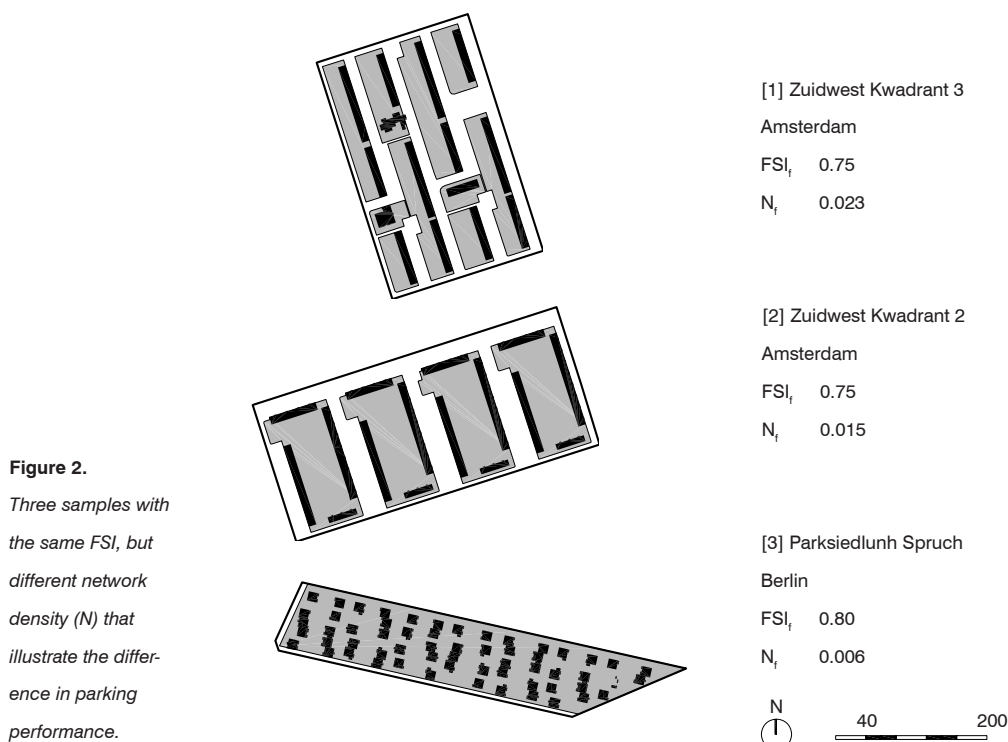 [1] Zuidwest Kwadrant 3
Amsterdam
FSIf 0.75
Nf 0.023
[2] Zuidwest Kwadrant 2
Amsterdam
FSIf 0.75
Nf 0.015
Figure 2.
Three samples with
the same FSI, but
different network
density (N) that
illustrate the differ-
ence in parking
performance.
[3] Parksiedlunh Spruch
Berlin
FSIf 0.80
Nf 0.006
N
40 200